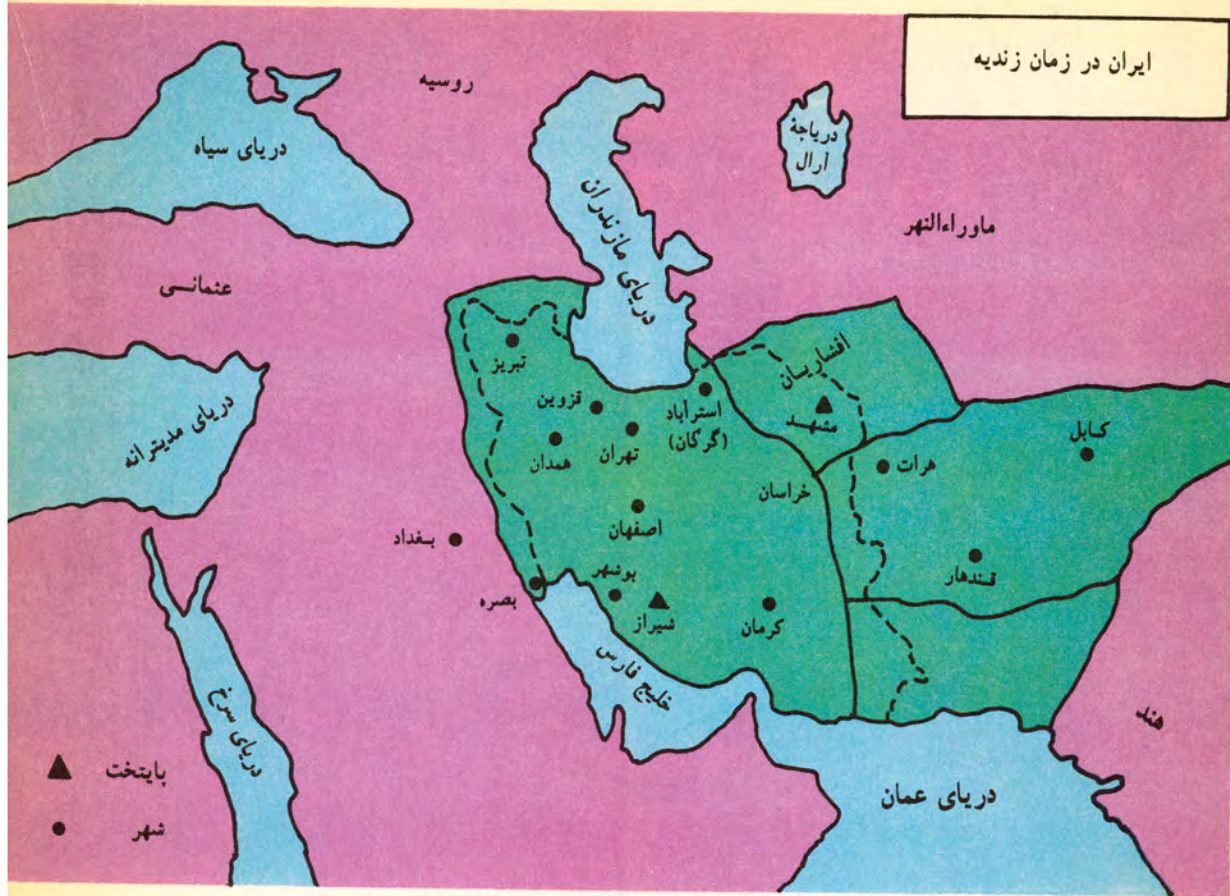 ایران در زمان زندیه
روسیه
دریاچهٔ
آرال
دریای سیاه
ماوراءالنهر
دریای مازندران
عثمانی
افشاریان
تبریز
قزوین
استرآباد
(گرگان)
مشهد
کابل
دریای مدیترانه
همدان
تهران
هرات
خراسان
اصفهان
بغداد
قندهار
بوشهر
بصره
شیراز
کرمان
خلیج فارس
دریای سرخ
هند
پایتخت
دریای عمان
شهر